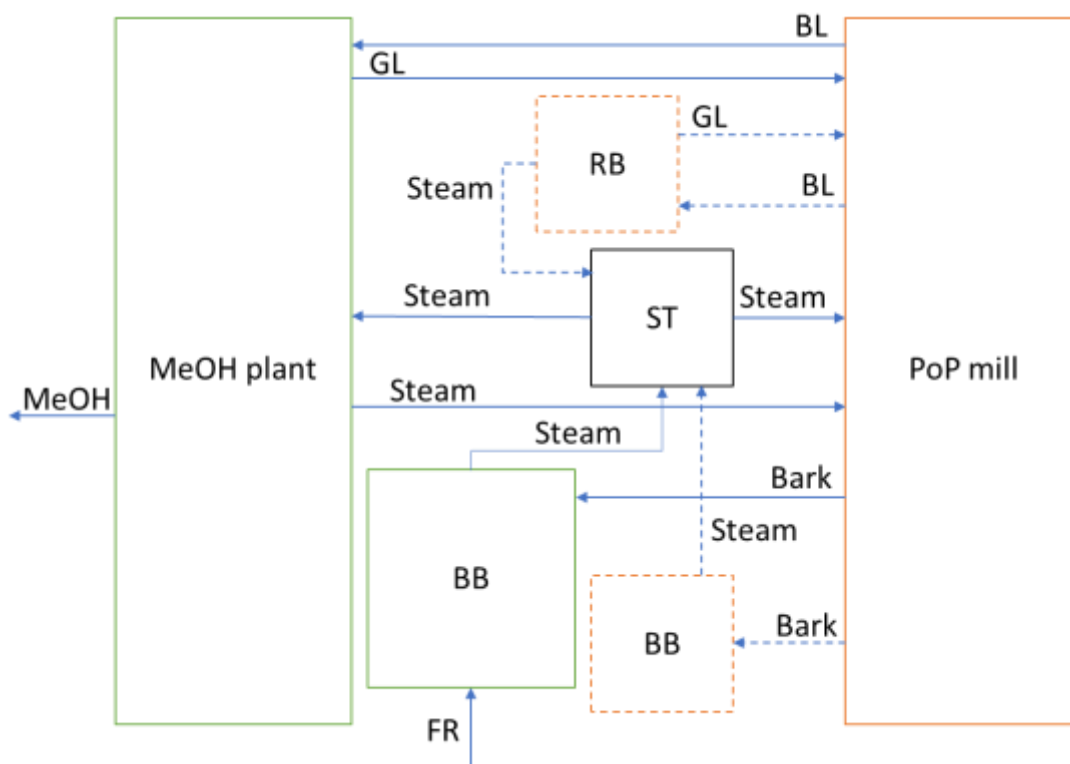 BL
GL
GL
RB
Steam
BL
Steam
ST
Steam
MeOH plant
PoP mill
MeOH
Steam
Steam
Bark
Steam
BB
Bark
BB
FR